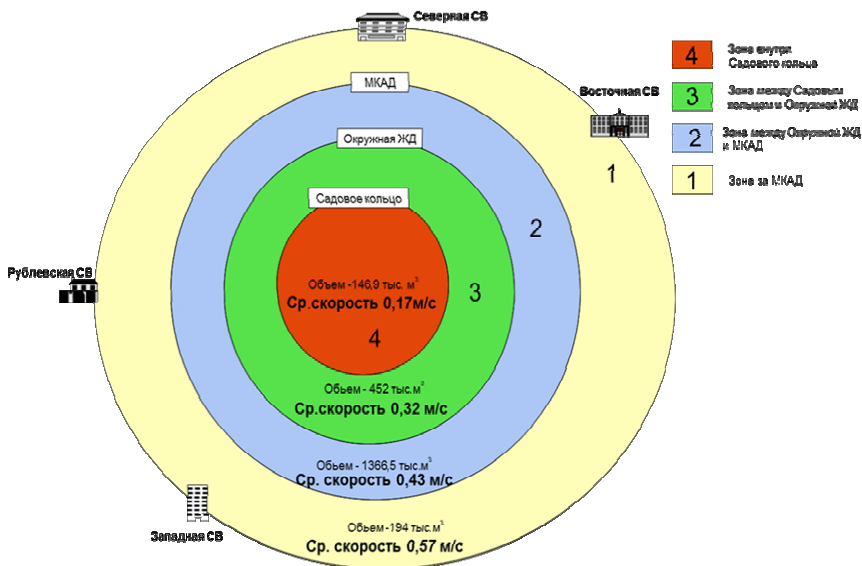 Северная СВ
МКАД
Восточная СВ
Окружная ЖД
Садовое кольцо
Рублевская СВ
Западная СВ
1
2
3
4
Объем -146,9 тыс. м³
Ср.скорость 0,17м/с
Объем - 452 тыс.м³
Ср.скорость 0,32 м/с
Объем - 1366,5 тыс.м³
Ср. скорость 0,43 м/с
Объем -194 тыс.м³
Ср. скорость 0,57 м/с
4
Зона внутри
Садового кольца
3
Зона между Садовым
кольцом и Окружной ЖД
2
Зона между Окружной ЖД
и МКАД
1
Зона за МКАД